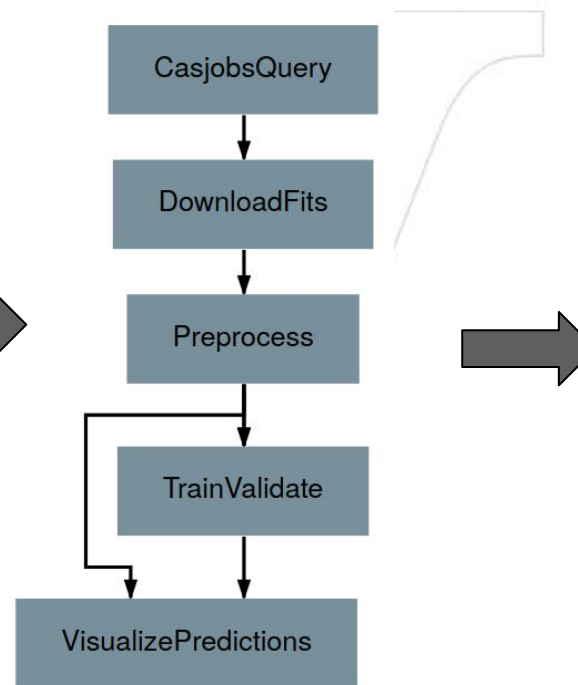 CasjobsQuery
DownloadFits
Preprocess
TrainValidate
VisualizePredictions